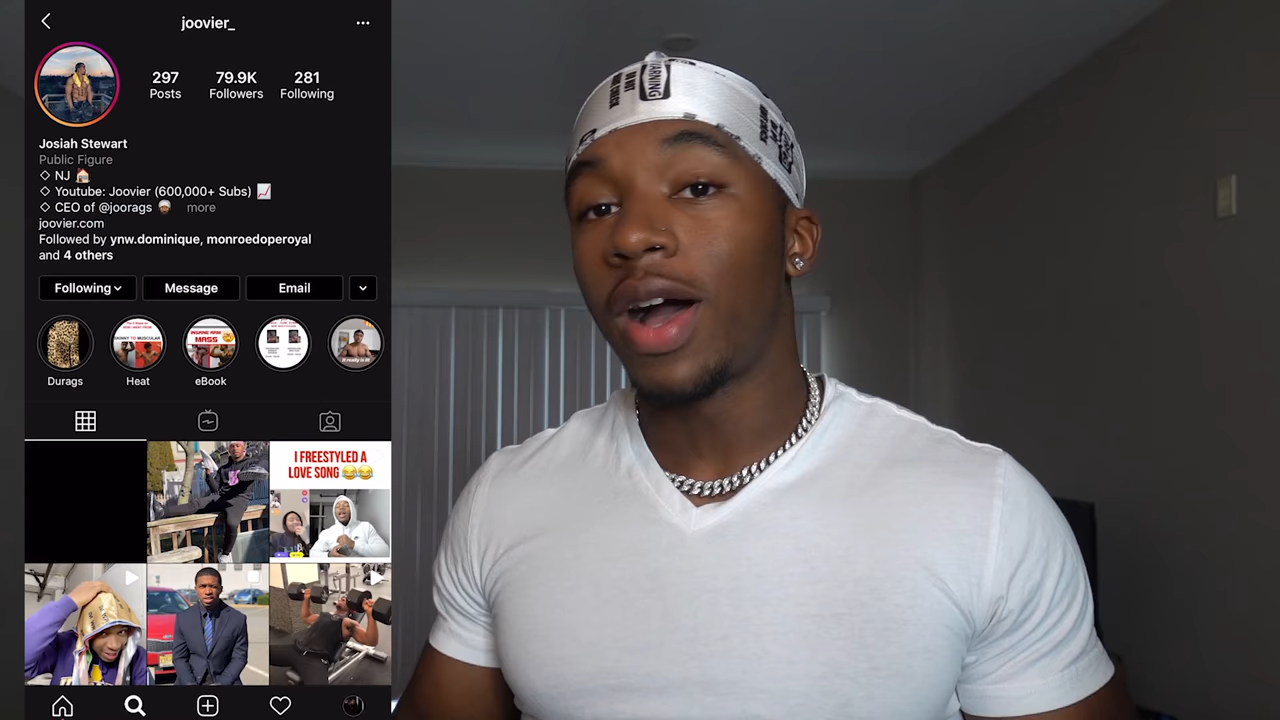 joovier_
297
79.9K
281
Posts
Followers
Following
Josiah Stewart
Public Figure
◇ NJ 🏠
◇ Youtube: Joovier (600,000+ Subs) 📈
◇ CEO of @joorags more
joovier.com
Followed by ynw.dominique, monroedoperoyal
and 4 others
Following
Message
Email
Durags
Heat
eBook
I FREESTYLED A
LOVE SONG 😂😂
WARNING